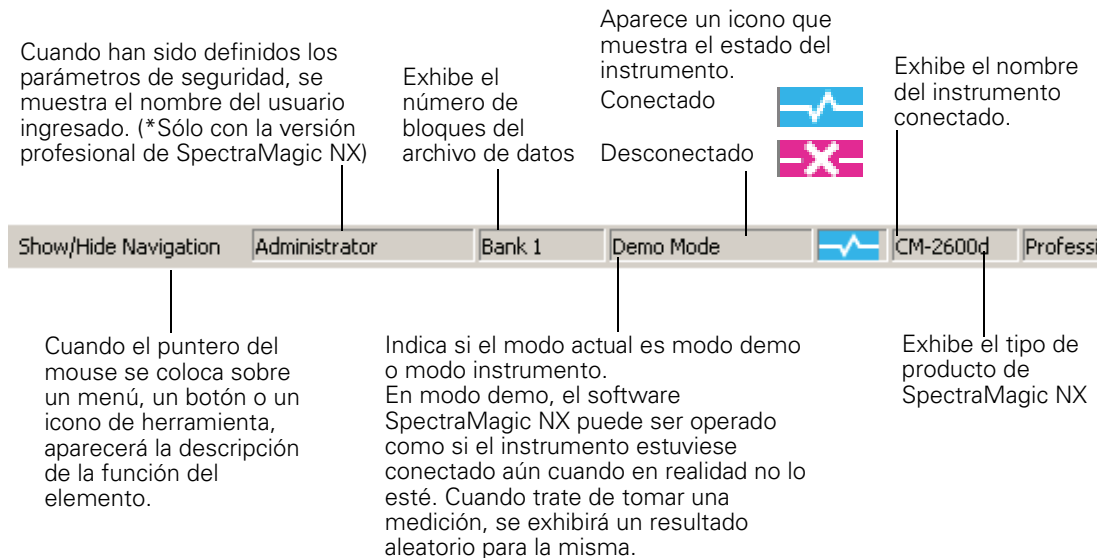 Cuando han sido definidos los
parámetros de seguridad, se
muestra el nombre del usuario
ingresado. (*Sólo con la versión
profesional de SpectraMagic NX)
Exhibe el
número de
bloques del
archivo de datos
Aparece un icono que
muestra el estado del
instrumento.
Conectado
Desconectado
Exhibe el nombre
del instrumento
conectado.
Show/Hide Navigation
Administrator
Bank 1
Demo Mode
CM-2600d
Professi
Cuando el puntero del
mouse se coloca sobre
un menú, un botón o un
icono de herramienta,
aparecerá la descripción
de la función del
elemento.
Indica si el modo actual es modo demo
o modo instrumento.
En modo demo, el software
SpectraMagic NX puede ser operado
como si el instrumento estuviese
conectado aún cuando en realidad no lo
esté. Cuando trate de tomar una
medición, se exhibirá un resultado
aleatorio para la misma.
Exhibe el tipo de
producto de
SpectraMagic NX